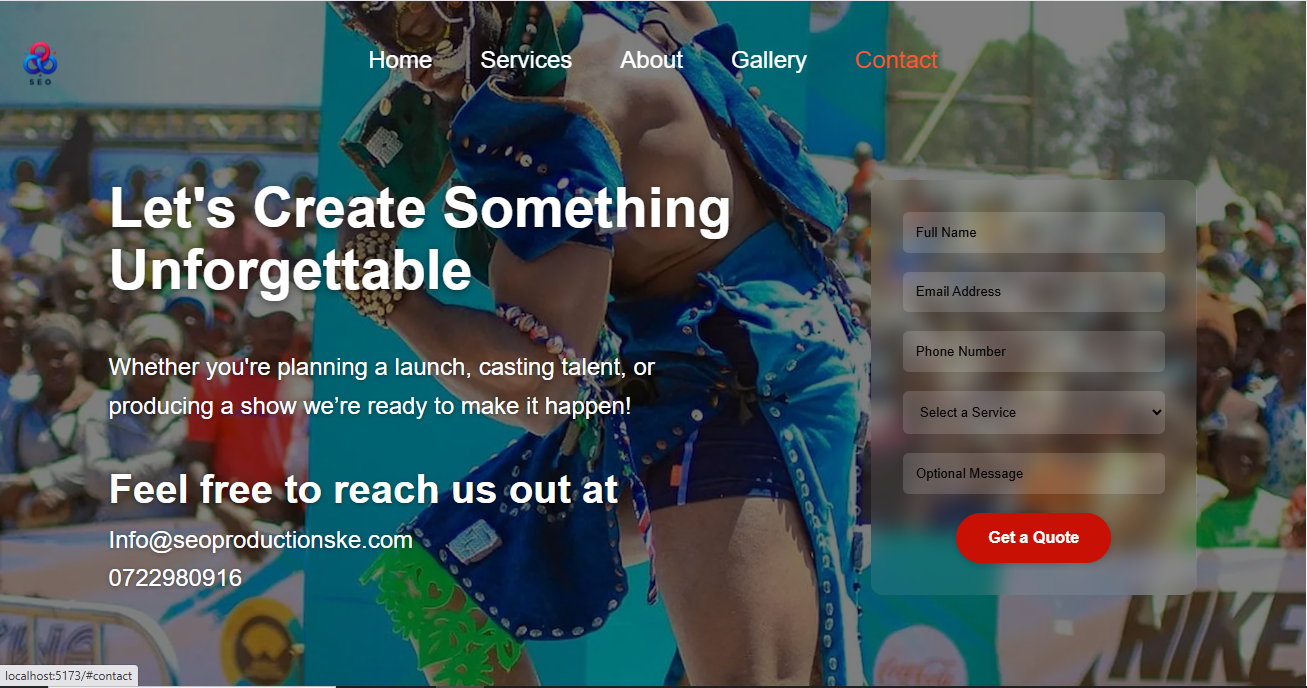 SEO
Home Services About Gallery Contact
Let's Create Something
Unforgettable
Whether you're planning a launch, casting talent, or
producing a show we’re ready to make it happen!
Feel free to reach us out at
Info@seoproductionske.com
0722980916
Full Name
Email Address
Phone Number
Select a Service
Optional Message
Get a Quote
NIKE
Coca-Cola
localhost:5173/#contact